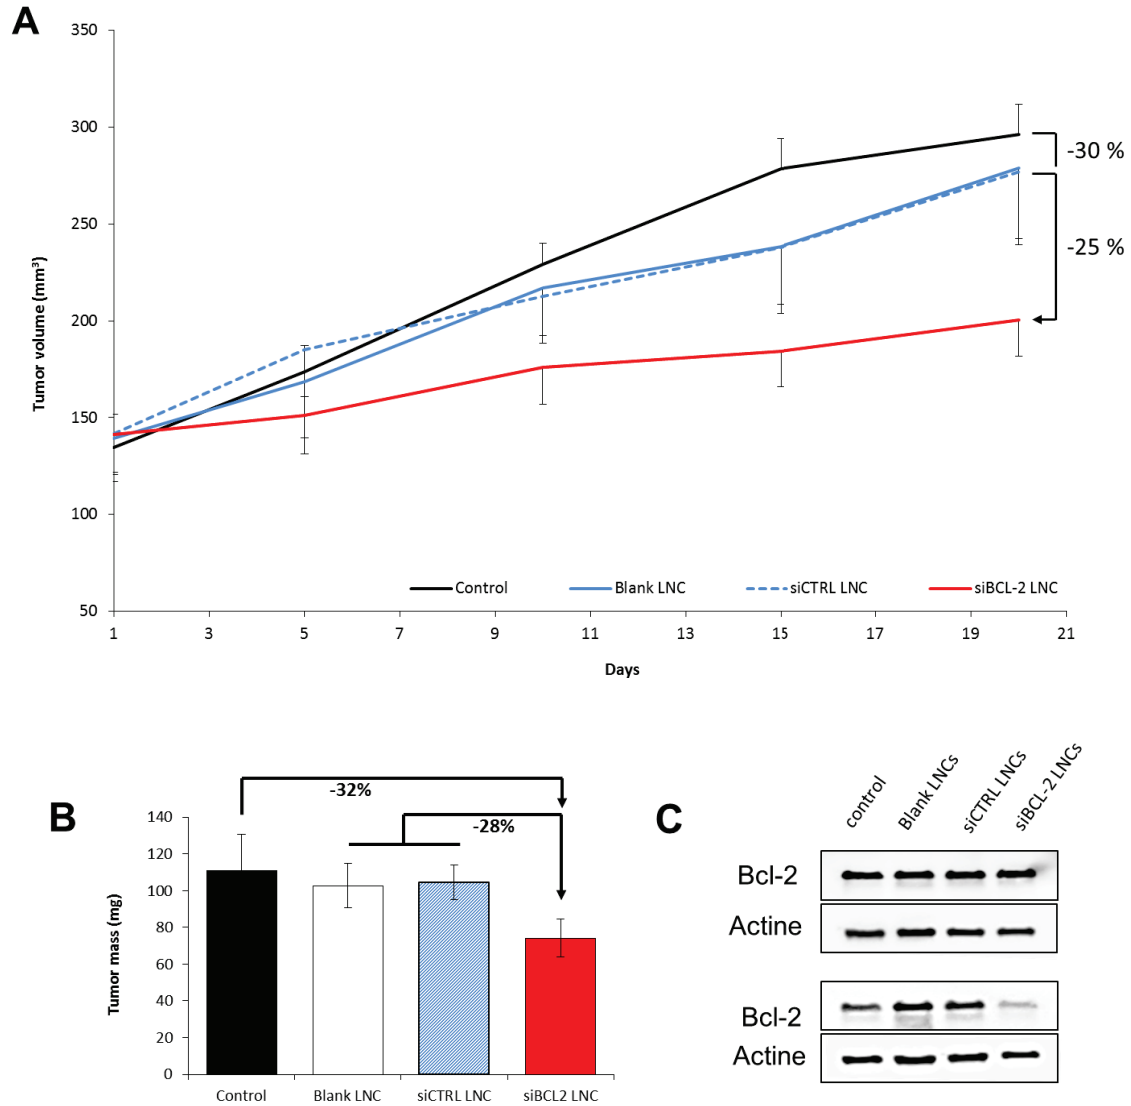 A
350
300
250
200
150
100
50
Tumor volume (mm³)
-30 %
-25 %
Control
Blank LNC
siCTRL LNC
siBCL-2 LNC
1 3 5 7 9 11 13 15 17 19 21
Days
B
-32%
-28%
140
120
100
80
60
40
20
0
Tumor mass (mg)
Control Blank LNC siCTRL LNC siBCL2 LNC
C
control
Blank LNCs
siCTRL LNCs
siBCL-2 LNCs
Bcl-2
Actine
Bcl-2
Actine